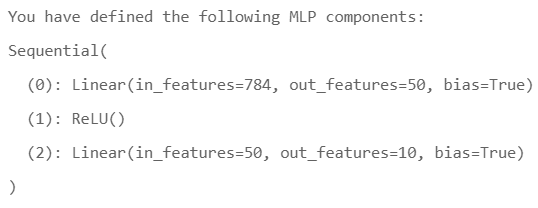 You have defined the following MLP components:
Sequential(
  (0): Linear(in_features=784, out_features=50, bias=True)
  (1): ReLU()
  (2): Linear(in_features=50, out_features=10, bias=True)
)